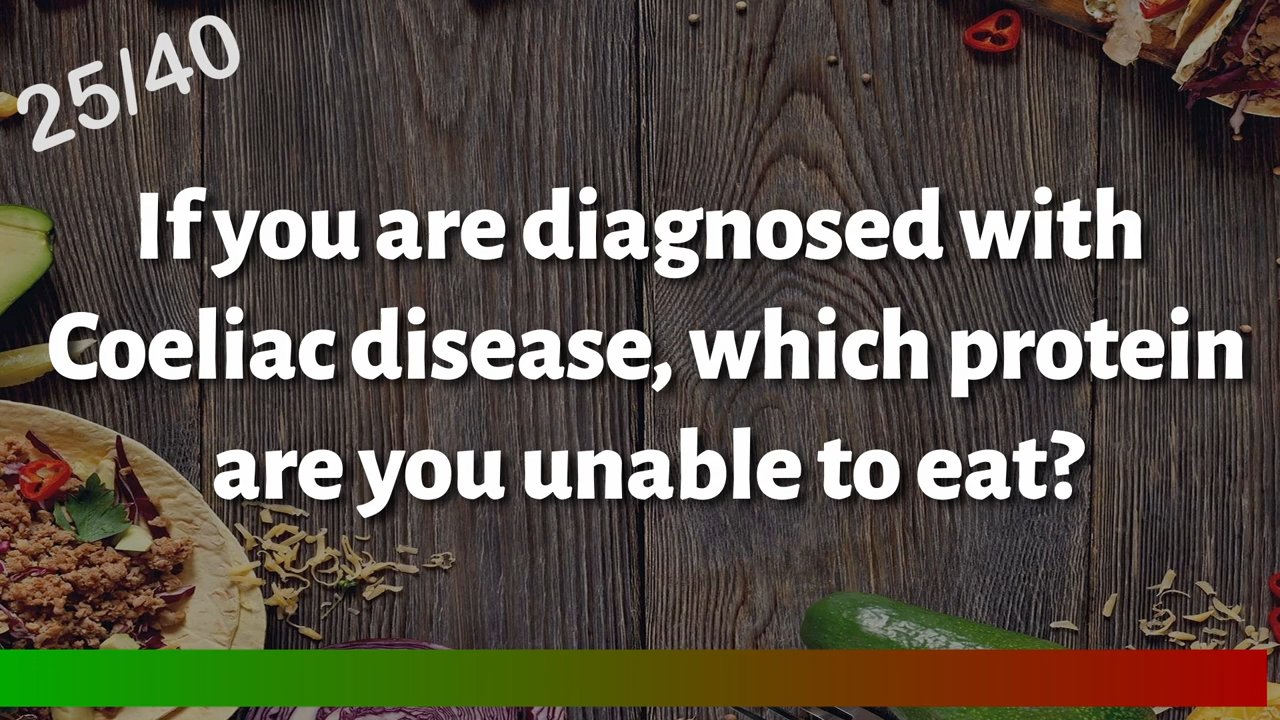 25/40
If you are diagnosed with
Coeliac disease, which protein
are you unable to eat?